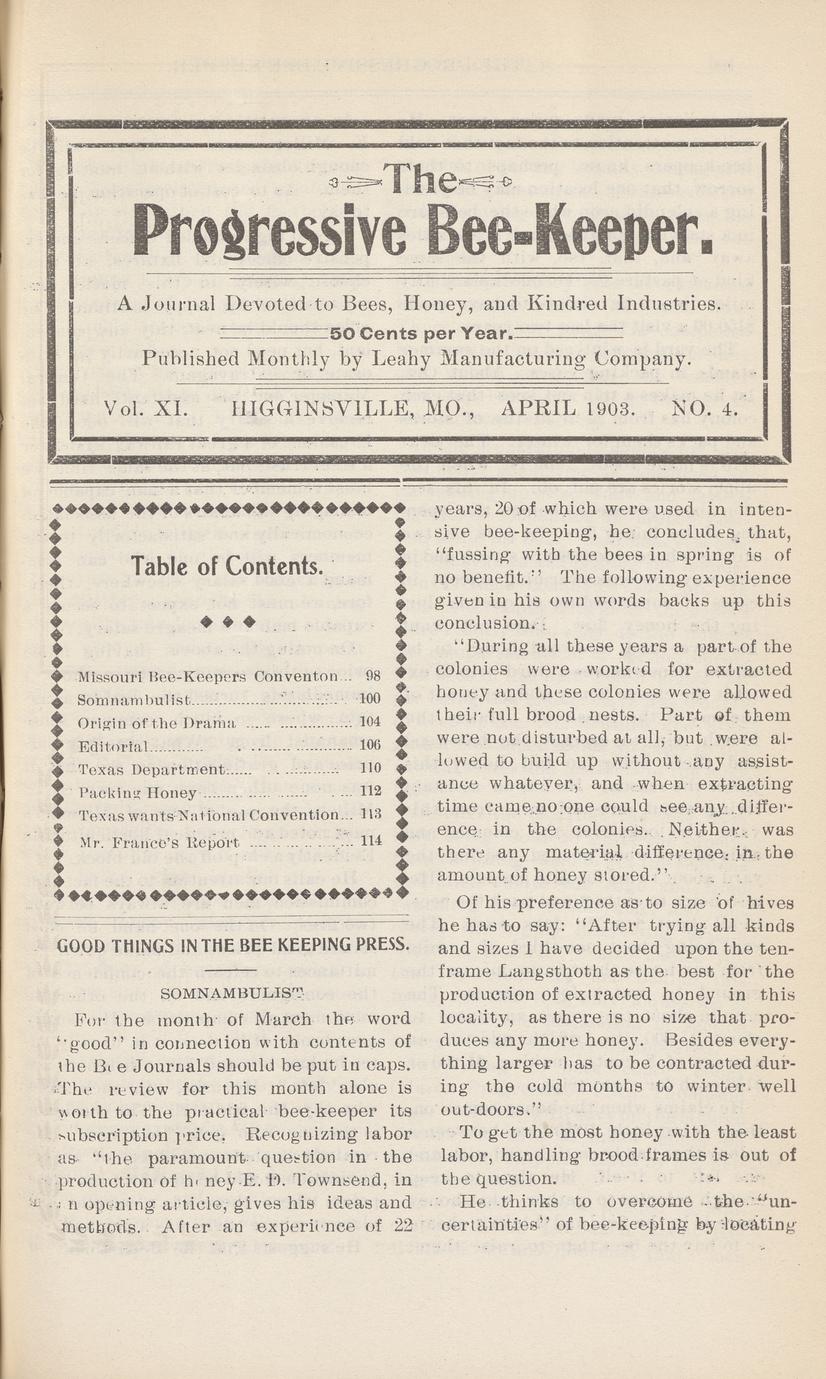 The
Progressive Bee-Keeper.
A Journal Devoted to Bees, Honey, and Kindred Industries.
50 Cents per Year.
Published Monthly by Leahy Manufacturing Company.
Vol. XI. HIGGINSVILLE, MO., APRIL 1903. NO. 4.
Table of Contents.
Missouri Bee-Keepers Conventon... 98
Somnambulist........................... 100
Origin of the Drama ..................... 104
Editorial........................... 106
Texas Department..................... 110
Packing Honey ..................... 112
Texas wants National Convention... 113
Mr. France's Report ..................... 114
GOOD THINGS IN THE BEE KEEPING PRESS.
SOMNAMBULIST.
For the month of March the word
"good" in connection with contents of
the Bee Journals should be put in caps.
The review for this month alone is
worth to the practical bee-keeper its
subscription price. Recognizing labor
as "the paramount question in the
production of honey E. D. Townsend, in
an opening article, gives his ideas and
methods. After an experience of 22
years, 20 of which were used in inten-
sive bee-keeping, he concludes, that,
"fussing with the bees in spring is of
no benefit." The following experience
given in his own words backs up this
conclusion.
"During all these years a part of the
colonies were worked for extracted
honey and these colonies were allowed
their full brood nests. Part of them
were not disturbed at all, but were al-
lowed to build up without any assist-
ance whatever, and when extracting
time came no one could see any differ-
ence in the colonies. Neither was
there any material difference in the
amount of honey stored."
Of his preference as to size of hives
he has to say: "After trying all kinds
and sizes I have decided upon the ten-
frame Langsthoth as the best for the
production of extracted honey in this
locality, as there is no size that pro-
duces any more honey. Besides every-
thing larger has to be contracted dur-
ing the cold months to winter well
out-doors."
To get the most honey with the least
labor, handling brood frames is out of
the question.
He thinks to overcome the "un-
certainties" of bee-keeping by locating